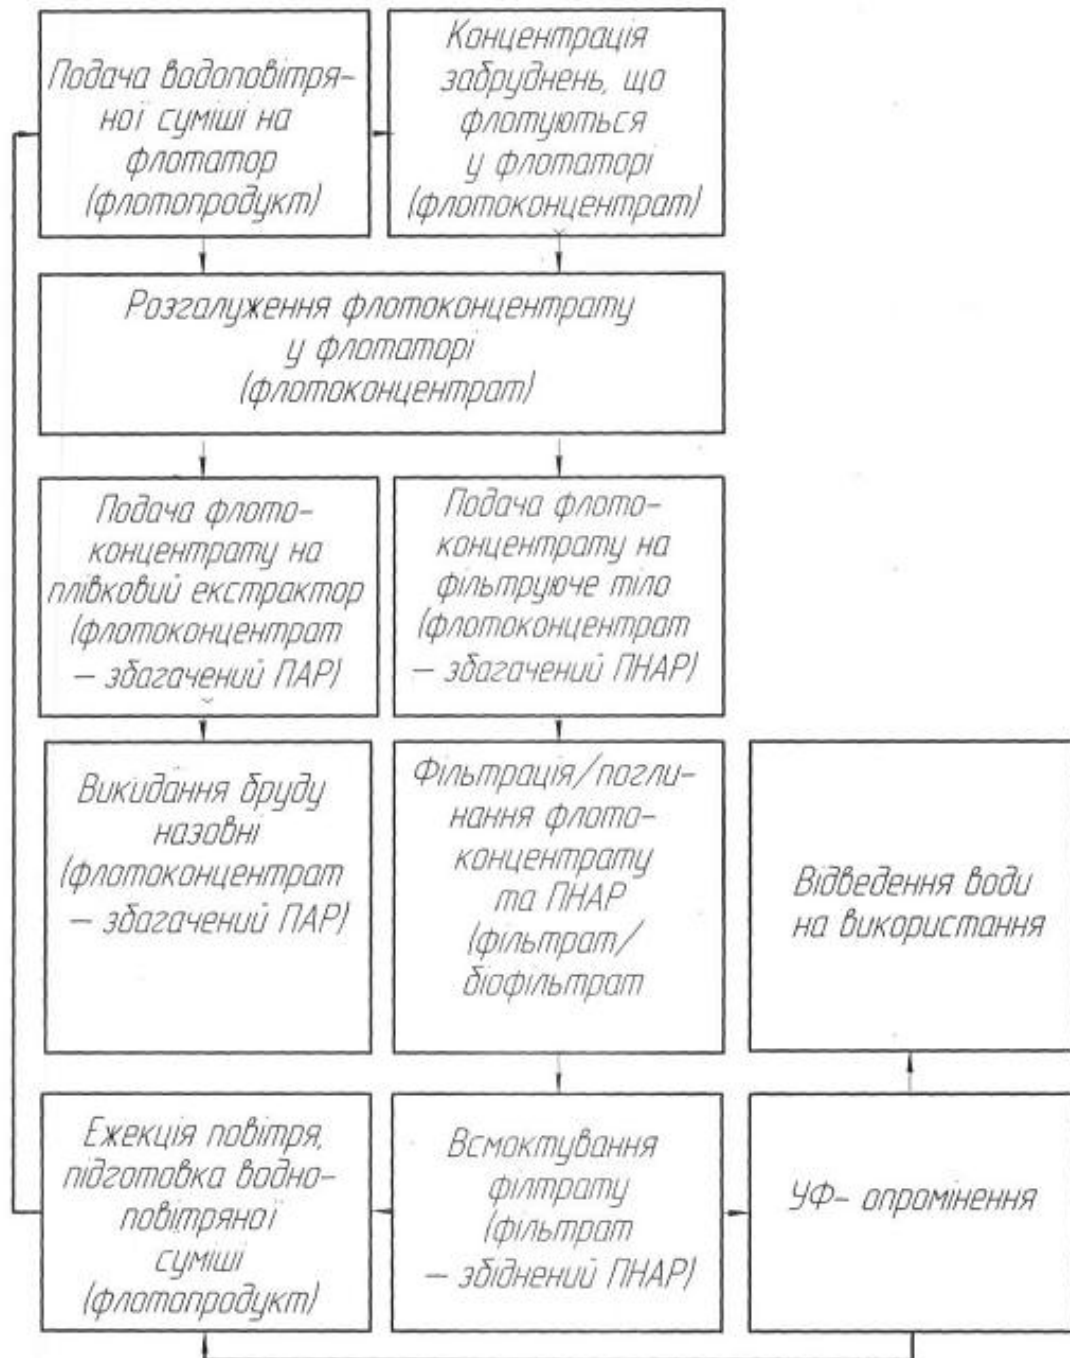 Подача водоповітря-
ної суміші на
флотатор
(флотопродукт)
Концентрація
забруднень, що
флотуються
у флотаторі
(флотоконцентрат)
Розгалуження флотоконцентрату
у флотаторі
(флотоконцентрат)
Подача флото-
концентрату на
плівковий екстрактор
(флотоконцентрат
– збагачений ПАР)
Подача флото-
концентрату на
фільтруюче тіло
(флотоконцентрат
– збагачений ПНАР)
Викидання бруду
назовні
(флотоконцентрат
– збагачений ПАР)
Фільтрація/погли-
нання флото-
концентрату
та ПНАР
(фільтрат/
біофільтрат
Відведення води
на використання
Ежекція повітря,
підготовка водно-
повітряної
суміші
(флотопродукт)
Всмоктування
філтрату
(фільтрат
– збіднений ПНАР)
УФ- опромінення